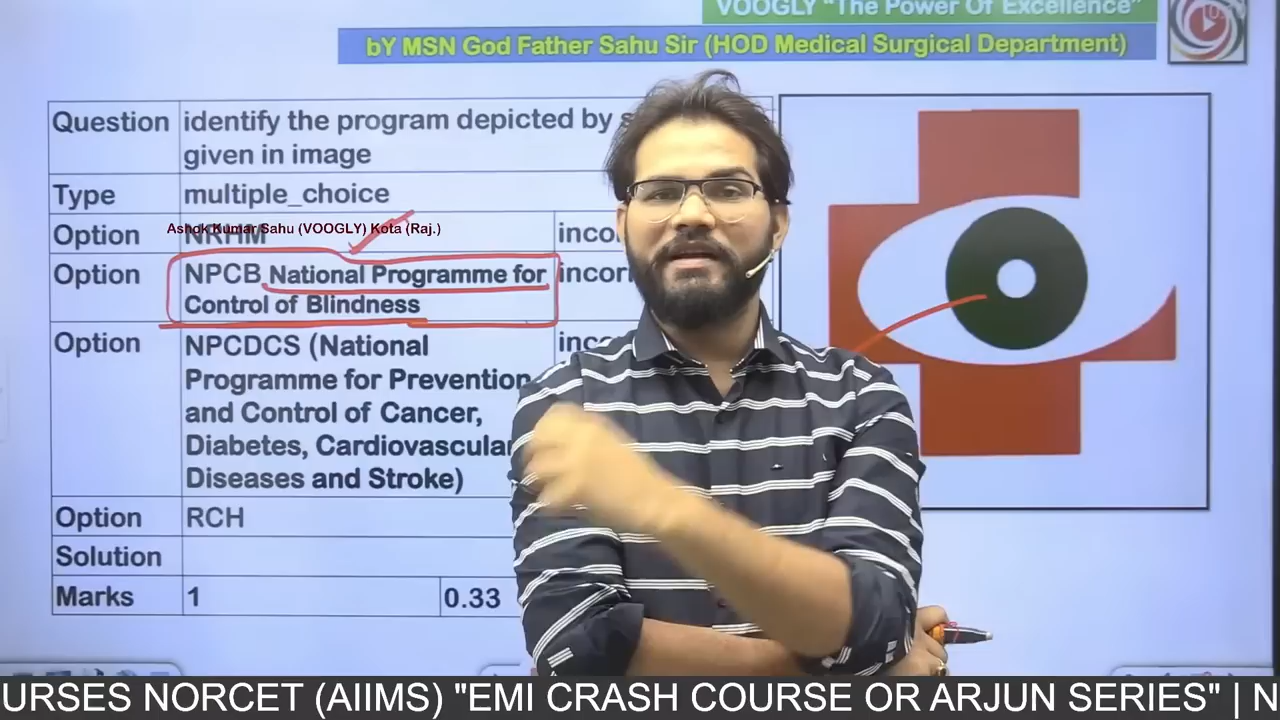 VOOGLY "The Power Of Excellence"
bY MSN God Father Sahu Sir (HOD Medical Surgical Department)
Question identify the program depicted by
given in image
Type multiple_choice
Ashok Kumar Sahu (VOOGLY) Kota (Raj.)
Option NRHM
Option NPCB National Programme for
Control of Blindness
Option NPCDCS (National
Programme for Prevention
and Control of Cancer,
Diabetes, Cardiovascular
Diseases and Stroke)
Option RCH
Solution
Marks 1 0.33
NORCET (AIIMS) "EMI CRASH COURSE OR ARJUN SERIES" |